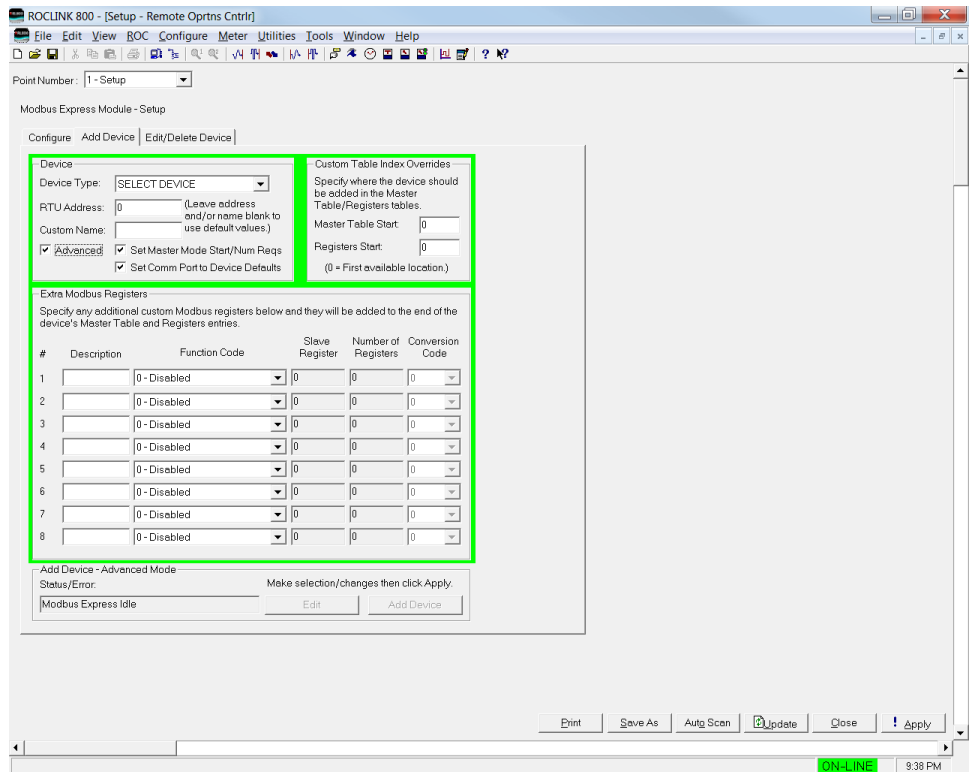 ROCLINK 800 - [Setup - Remote Oprtns Cntrlr]
File Edit View ROC Configure Meter Utilities Tools Window Help
Point Number : 1 - Setup
Modbus Express Module - Setup
Configure Add Device Edit/Delete Device
Device
Device Type: SELECT DEVICE
RTU Address: 0
(Leave address
and/or name blank to
use default values.)
Custom Name:
Advanced Set Master Mode Start/Num Regs
Set Comm Port to Device Defaults
Custom Table Index Overrides
Specify where the device should
be added in the Master
Table/Registers tables.
Master Table Start: 0
Registers Start: 0
(0 = First available location.)
Extra Modbus Registers
Specify any additional custom Modbus registers below and they will be added to the end of the
device's Master Table and Registers entries.
# Description Function Code Slave Register Number of Registers Conversion Code
1 0 - Disabled 0 0 0
2 0 - Disabled 0 0 0
3 0 - Disabled 0 0 0
4 0 - Disabled 0 0 0
5 0 - Disabled 0 0 0
6 0 - Disabled 0 0 0
7 0 - Disabled 0 0 0
8 0 - Disabled 0 0 0
Add Device - Advanced Mode
Status/Error: Make selection/changes then click Apply.
Modbus Express Idle Edit Add Device
Print Save As Auto Scan Update Close ! Apply
ON-LINE 9:38 PM